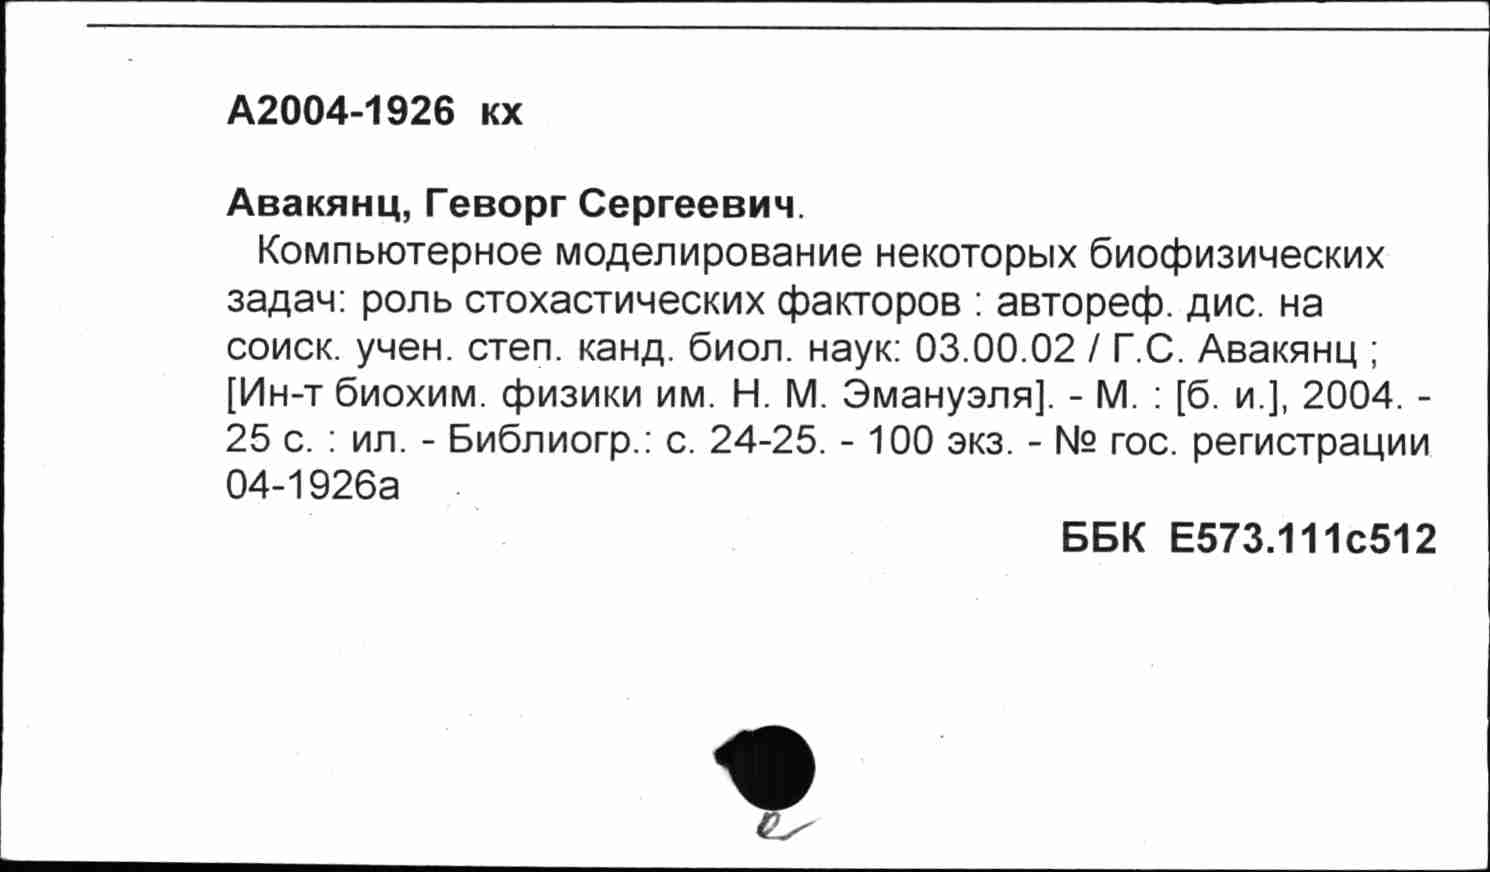 А2004-1926 кх
Авакянц, Геворг Сергеевич.
Компьютерное моделирование некоторых биофизических
задач: роль стохастических факторов : автореф. дис. на
соиск. учен. степ. канд. биол. наук: 03.00.02 / Г.С. Авакянц ;
[Ин-т биохим. физики им. Н. М. Эмануэля]. - М. : [б. и.], 2004. -
25 с. : ил. - Библиогр.: с. 24-25. - 100 экз. - № гос. регистрации
04-1926а
ББК Е573.111с512